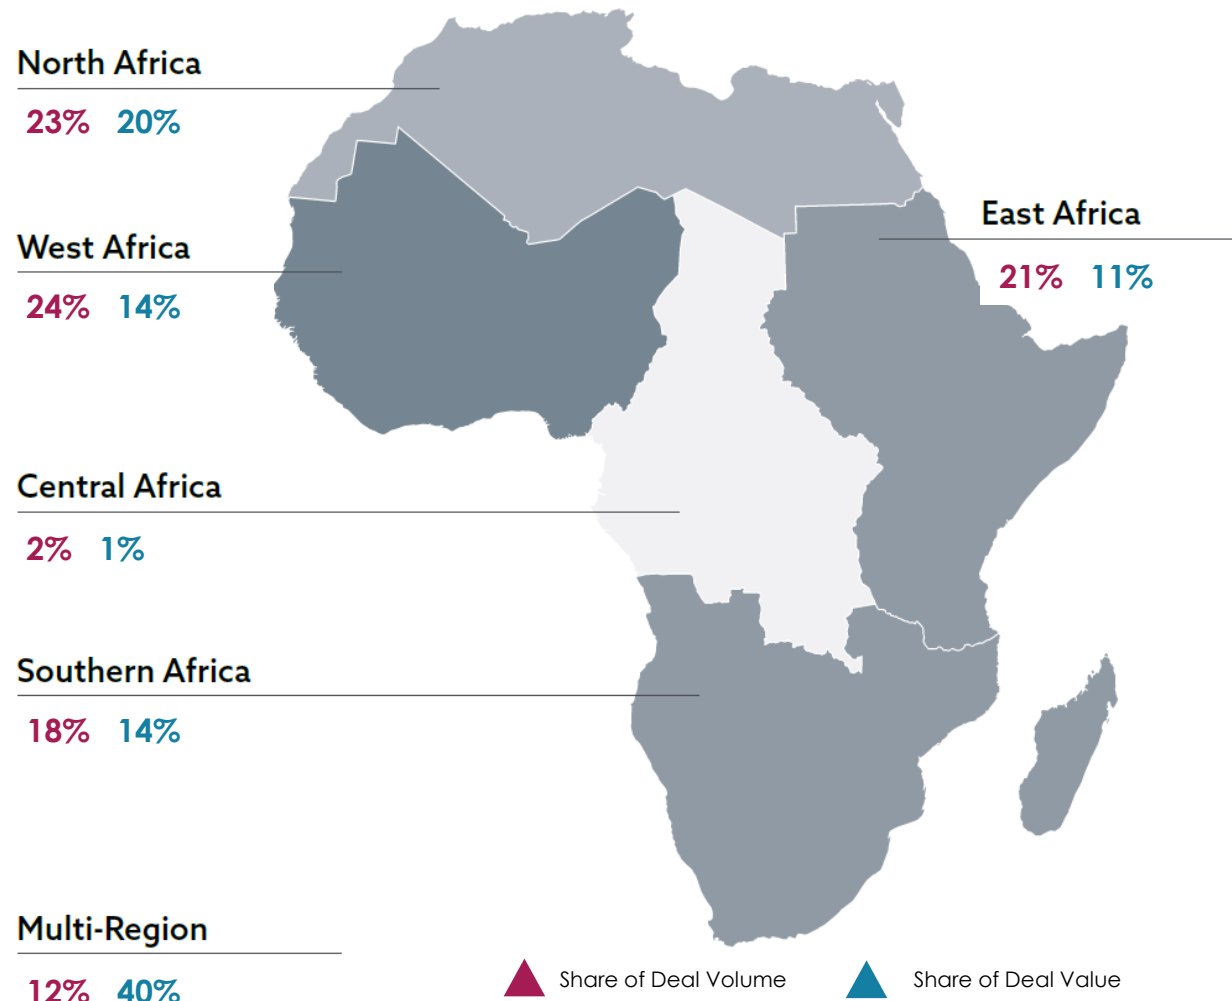 North Africa
23% 20%
West Africa
24% 14%
East Africa
21% 11%
Central Africa
2% 1%
Southern Africa
18% 14%
Multi-Region
12% 40%
Share of Deal Volume
Share of Deal Value